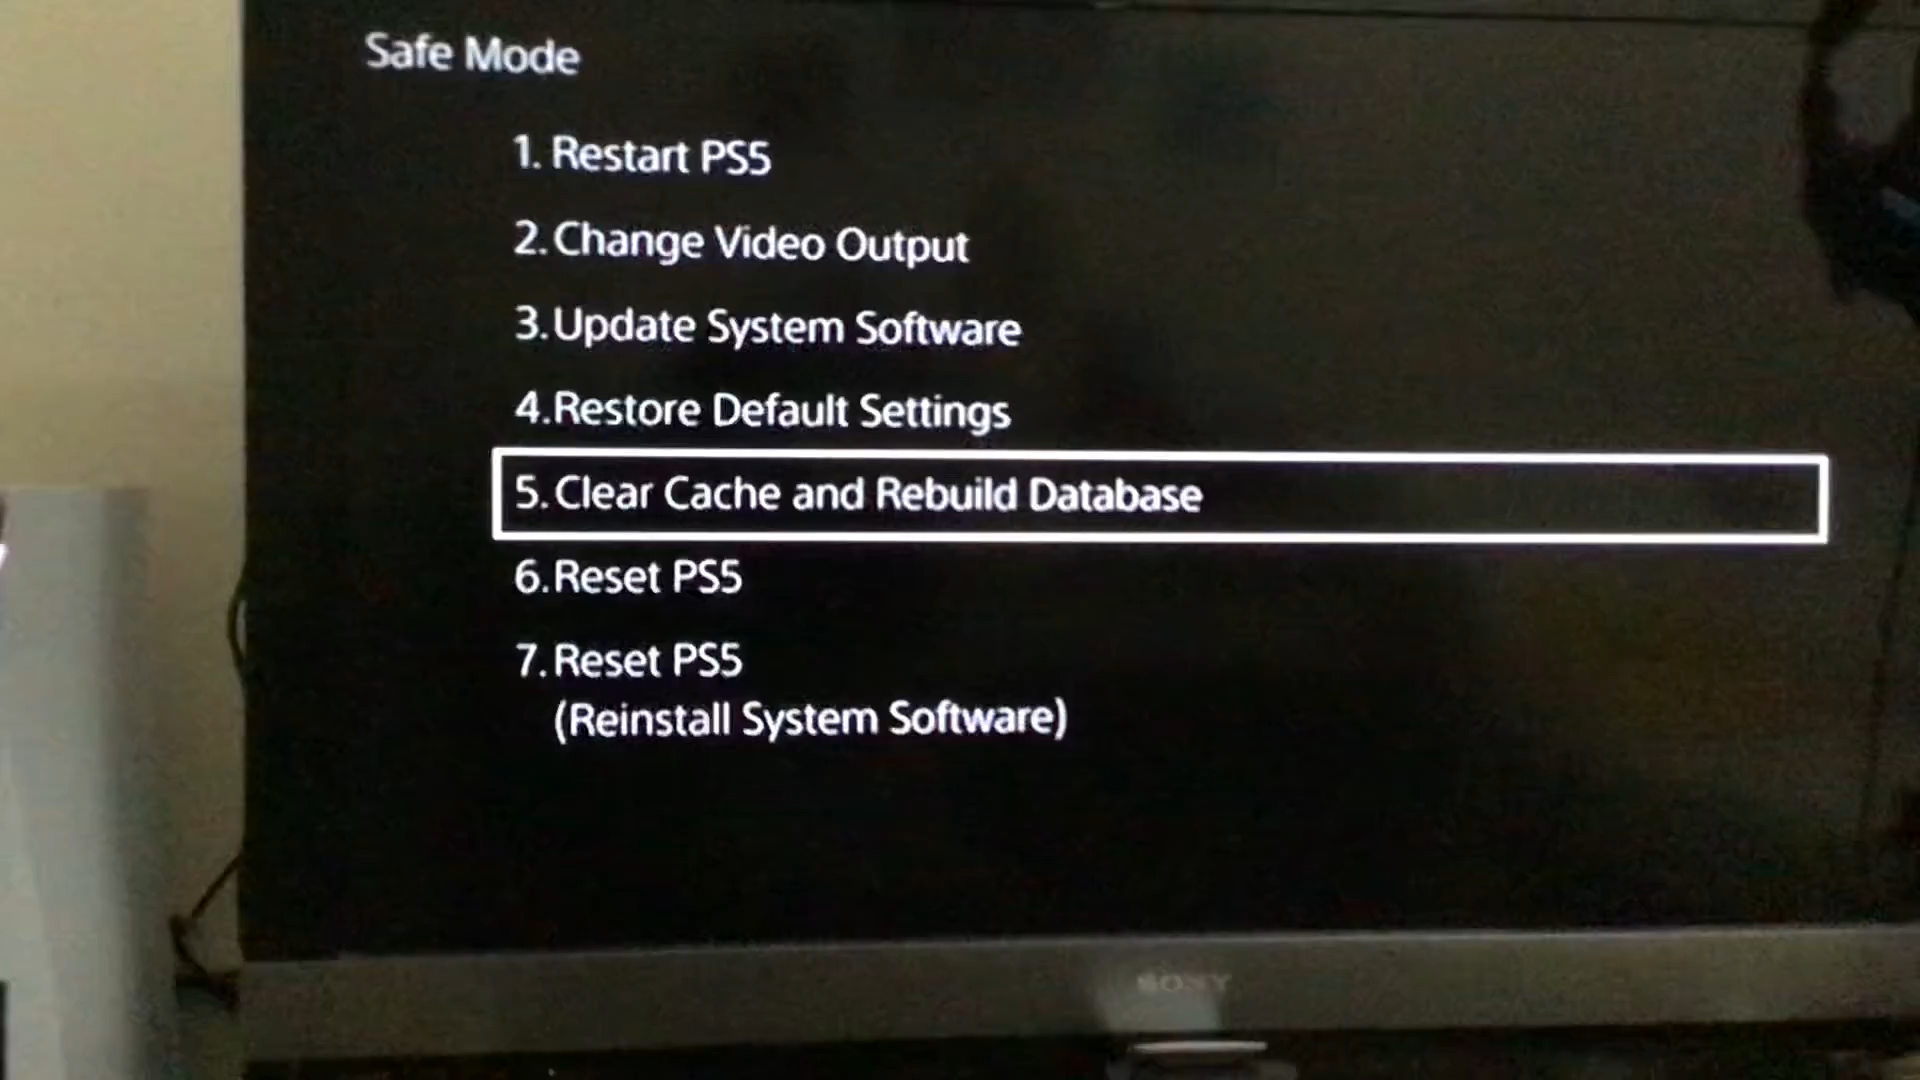 Safe Mode
1. Restart PS5
2. Change Video Output
3. Update System Software
4. Restore Default Settings
5. Clear Cache and Rebuild Database
6. Reset PS5
7. Reset PS5
(Reinstall System Software)
SONY